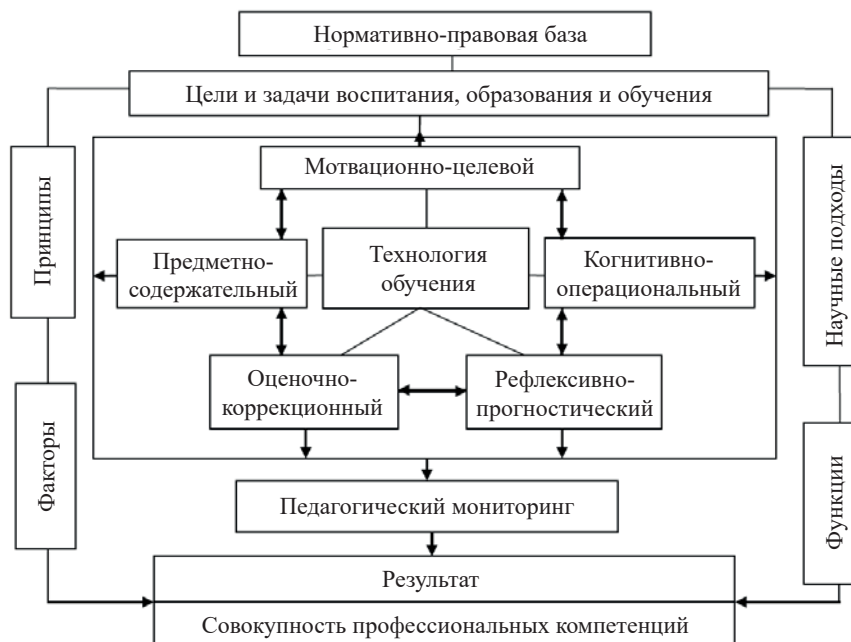 Нормативно-правовая база
Цели и задачи воспитания, образования и обучения
Принципы
Научные подходы
Мотвационно-целевой
Предметно-
содержательный
Технология
обучения
Когнитивно-
операциональный
Оценочно-
коррекционный
Рефлексивно-
прогностический
Факторы
Функции
Педагогический мониторинг
Результат
Совокупность профессиональных компетенций